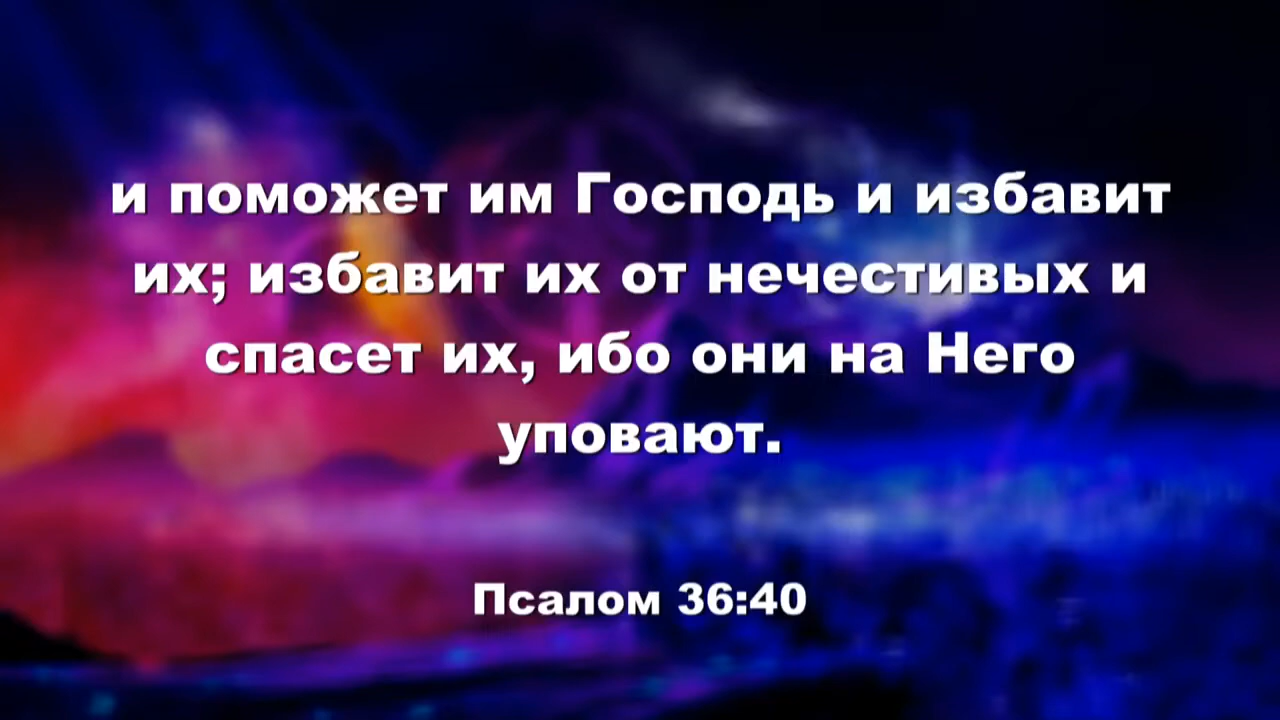 и поможет им Господь и избавит
их; избавит их от нечестивых и
спасет их, ибо они на Него
уповают.
Псалом 36:40